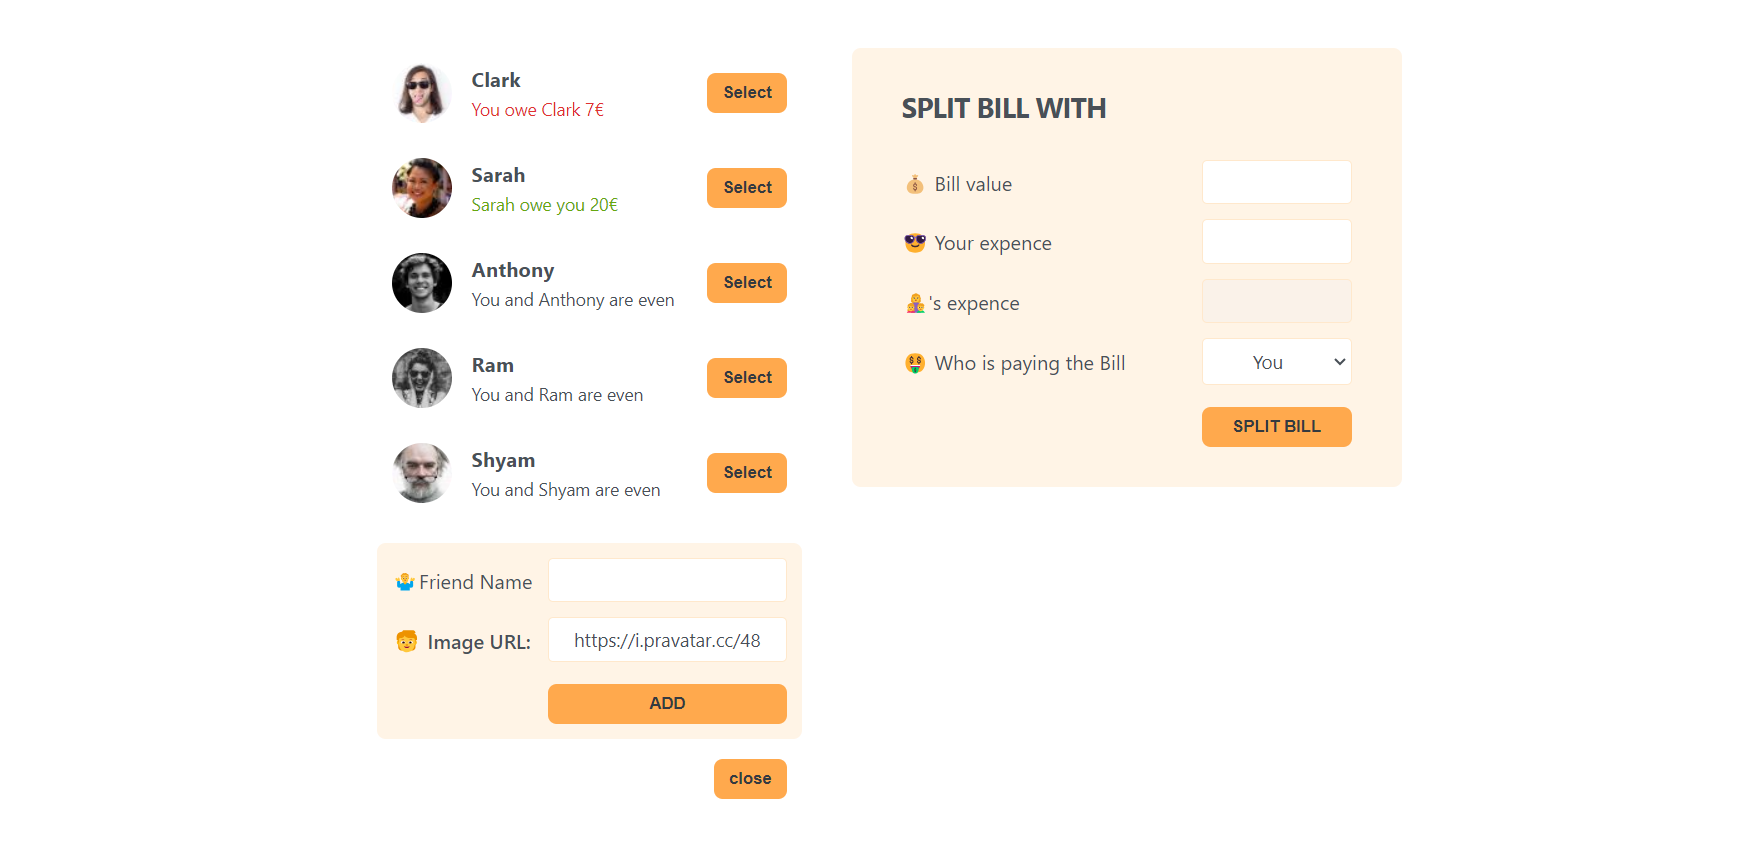 Clark
You owe Clark 7€
Select
Sarah
Sarah owe you 20€
Select
Anthony
You and Anthony are even
Select
Ram
You and Ram are even
Select
Shyam
You and Shyam are even
Select
Friend Name
Image URL:
https://i.pravatar.cc/48
ADD
close
SPLIT BILL WITH
Bill value
Your expence
's expence
Who is paying the Bill
You
SPLIT BILL